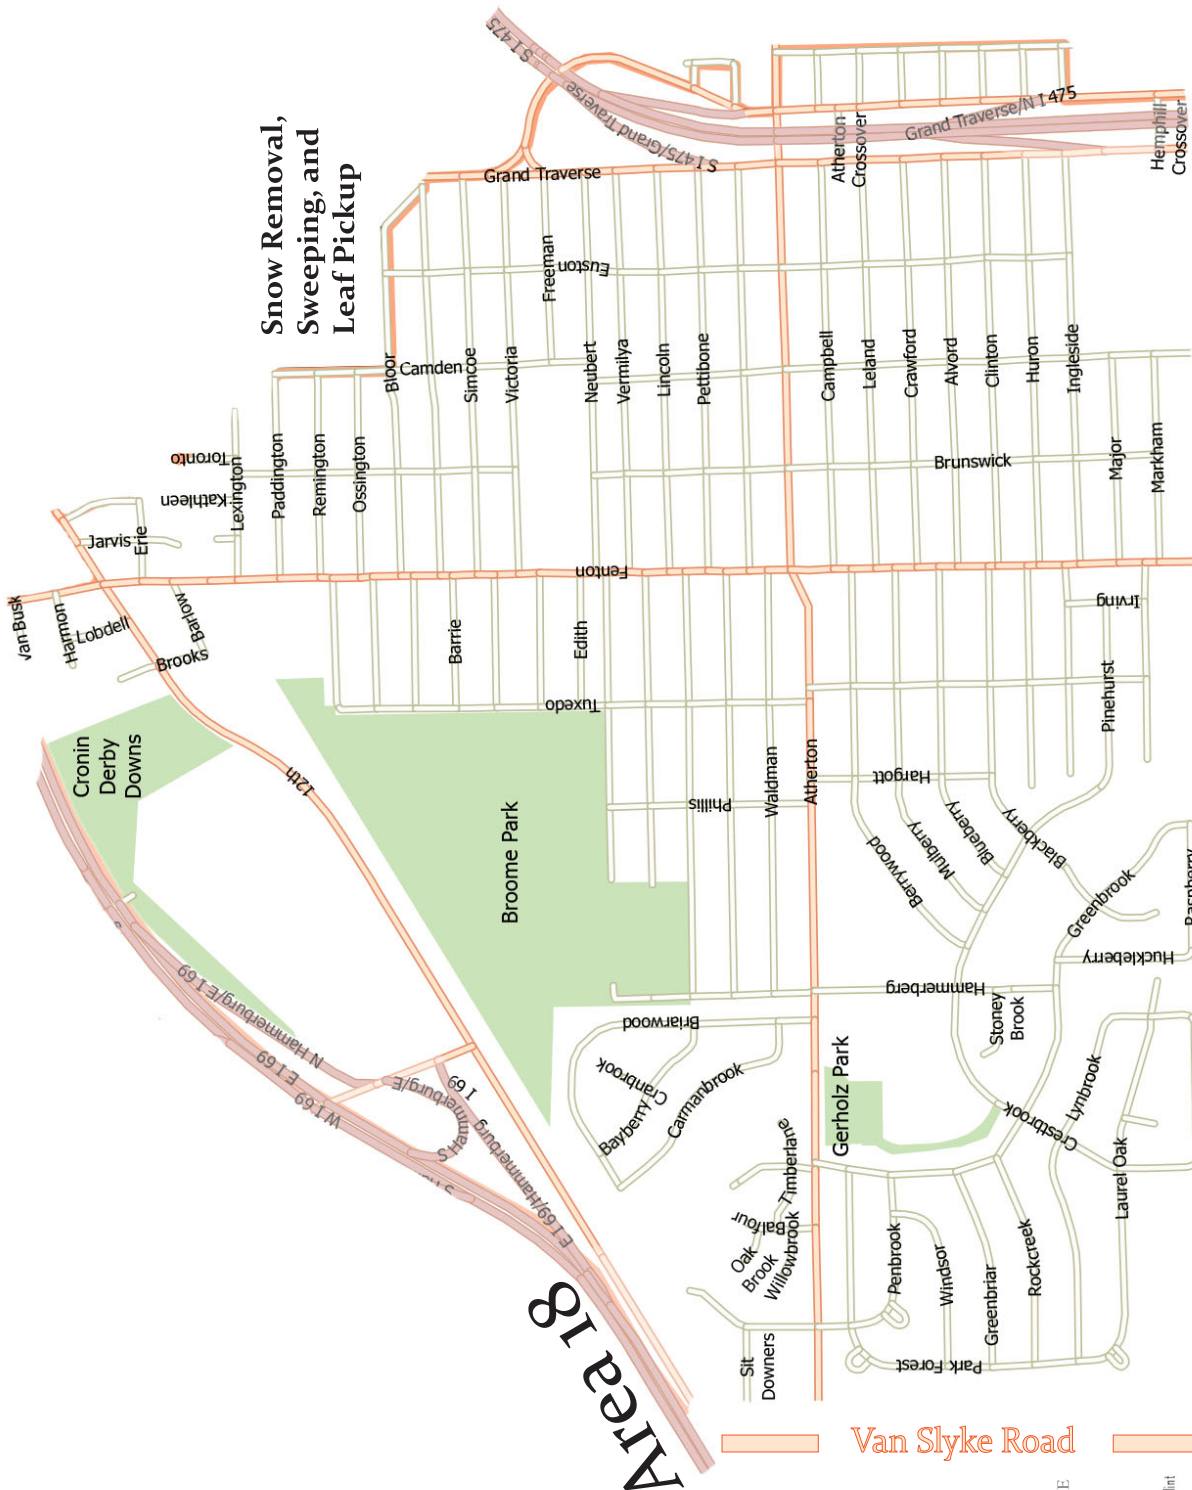 S I 475
S I 475/Grand Traverse/Grand Traverse
Grand Traverse/N I 475
Snow Removal,
Sweeping, and
Leaf Pickup
Grand Traverse
Atherton
Crossover
Hemphill
Crossover
Freeman
Euston
Bloor
Camden
Simcoe
Victoria
Neubert
Vermilya
Lincoln
Pettibone
Campbell
Leland
Crawford
Alvord
Clinton
Huron
Ingleside
Toronto
Kathleen
Lexington
Paddington
Remington
Ossington
Brunswick
Major
Markham
Jarvis
Erie
Fenton
Van Busk
Harmon
Lobdell
Barlow
Brooks
Barrie
Edith
Irving
Tuxedo
Pinehurst
Cronin
Derby
Downs
12th
Broome Park
Phillis
Waldman
Atherton
Hargott
Berrywood
Mulberry
Blueberry
Blackberry
Greenbrook
Huckleberry
Hammerberg
Stoney
Brook
N Hammerburg/E I 69
E I 69
W I 69
S Hammerburg/E
I 69
E I 69/Hammerburg
Briarwood
Cranbrook
Bayberry
Carmanbrook
Gerholz Park
Crestbrook
Lynbrook
Laurel Oak
Timberlane
Balfour
Oak
Brook
Willowbrook
Penbrook
Windsor
Greenbriar
Rockcreek
Park Forest
Sit
Downers
Area 18
Van Slyke Road
E